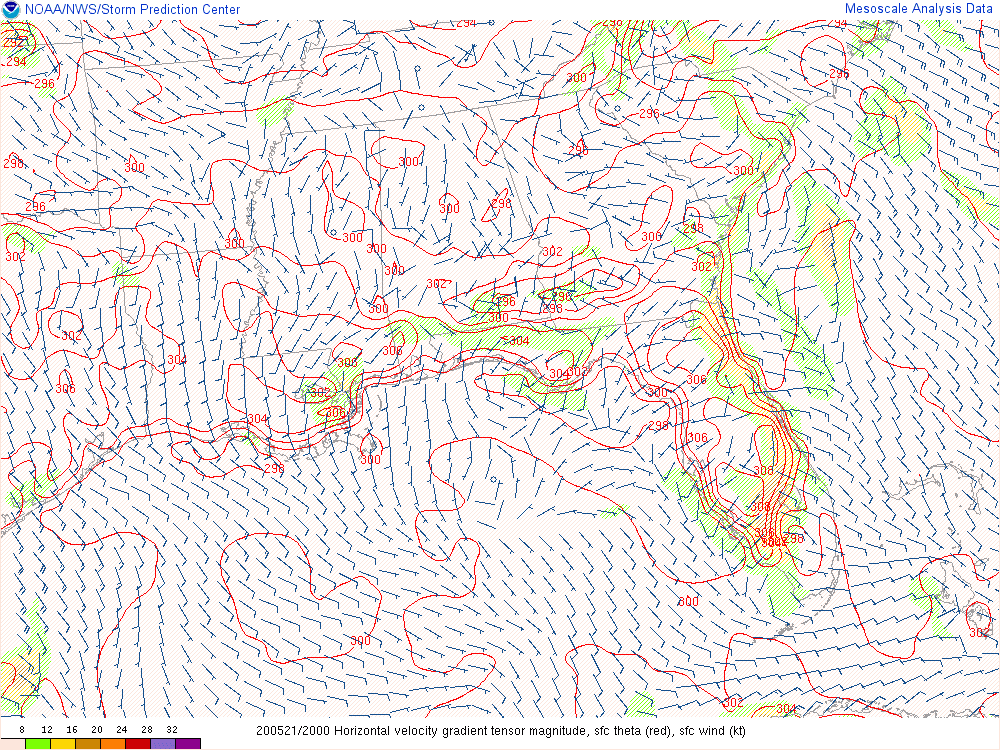 NOAA/NWS/Storm Prediction Center Mesoscale Analysis Data
294 298 294
292
294
296 300 296
296
298 300 300 298 300
296 300 298
300 300 300 298
302 300 302 302
300 302 296 296
300 300 298
302 304
304 306 306
306 302 304 302 306
304 306 300
298 306
298 300 306
308
306 298
304
300
300 302
302 304
8 12 16 20 24 28 32 200521/2000 Horizontal velocity gradient tensor magnitude, sfc theta (red), sfc wind (kt)